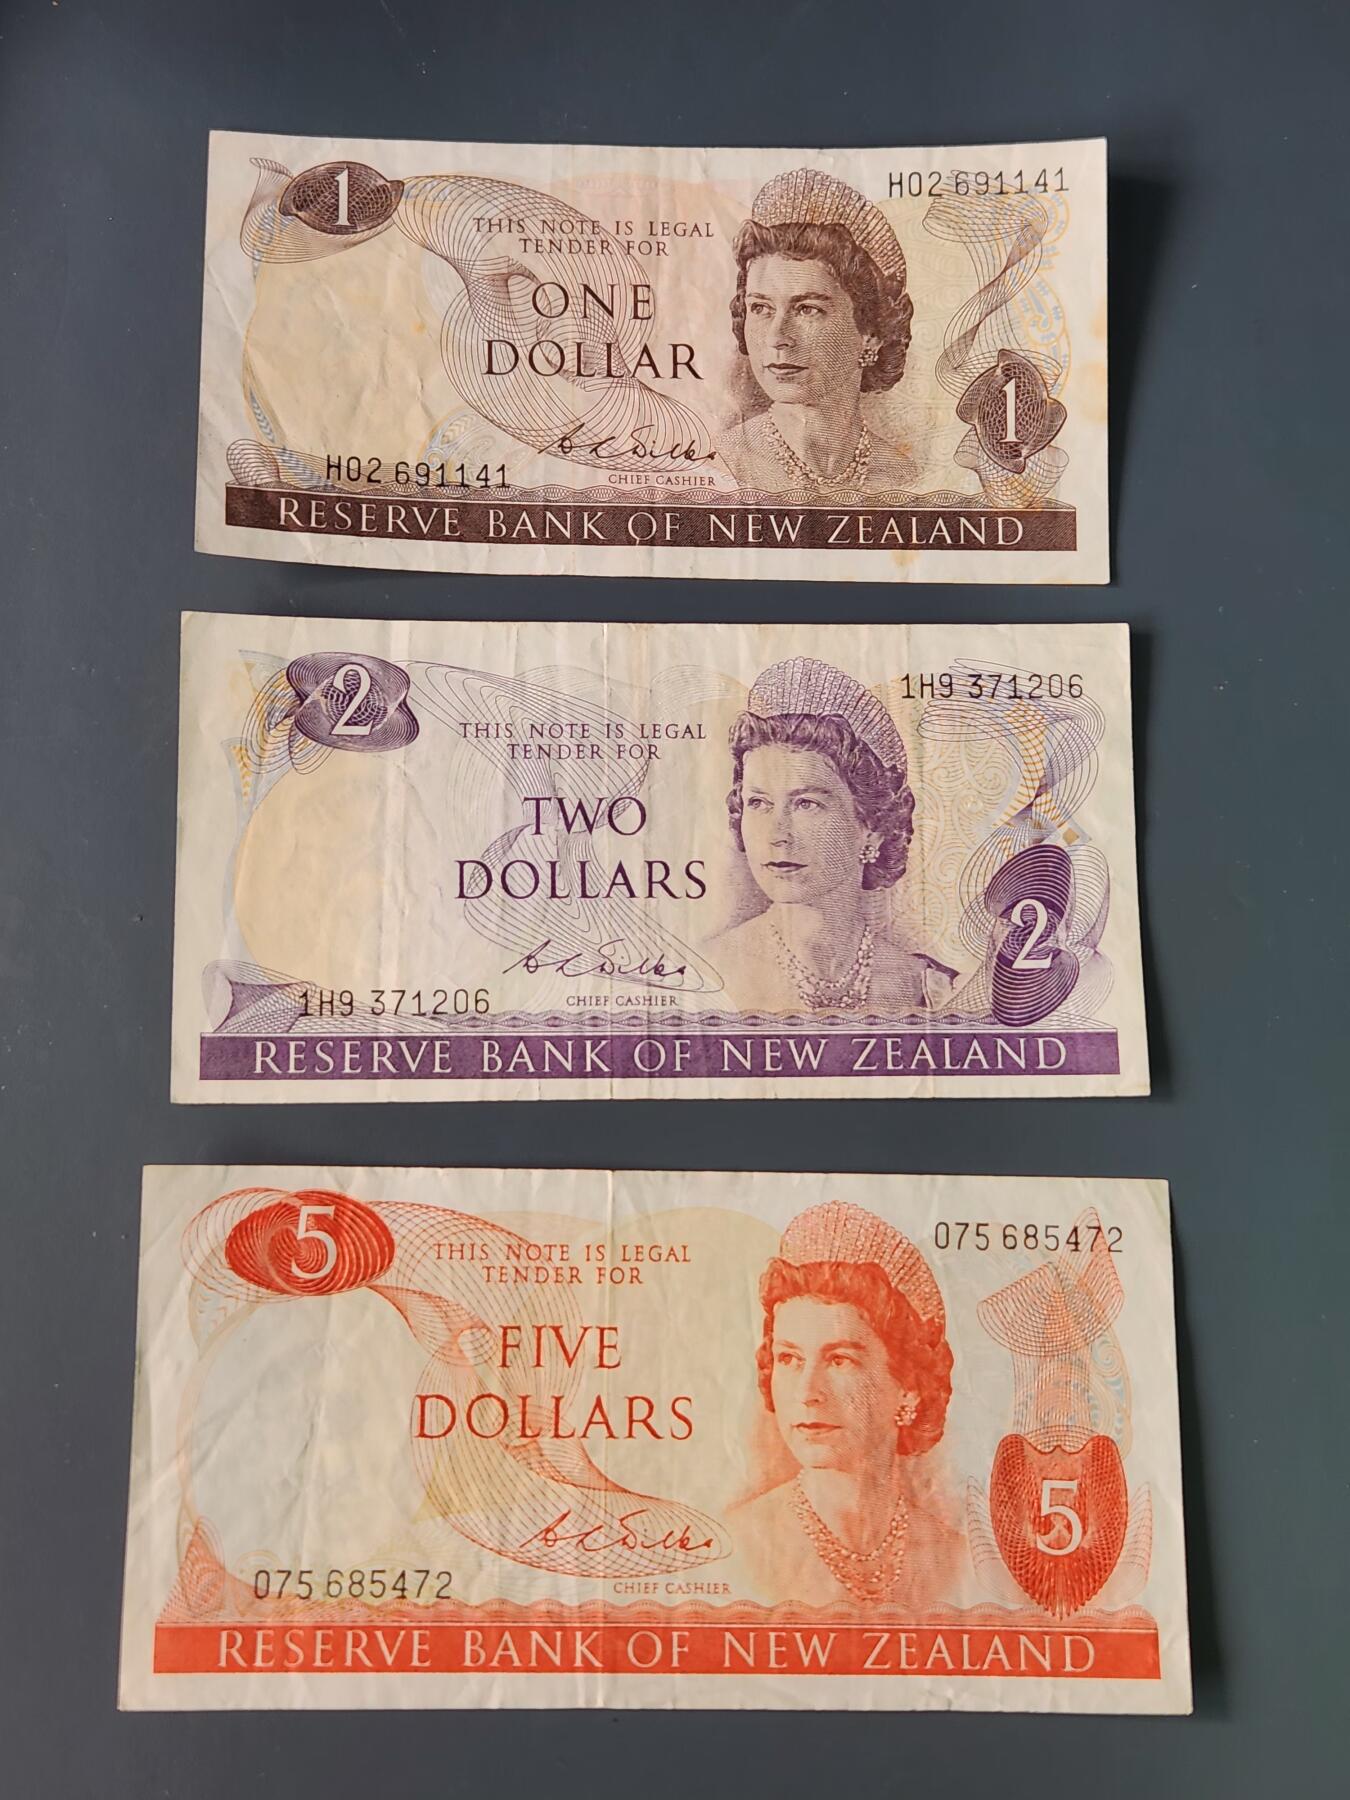 1
H02 691141
THIS NOTE IS LEGAL
TENDER FOR
ONE
DOLLAR
1
H02 691141
CHIEF CASHIER
RESERVE BANK OF NEW ZEALAND
2
1H9 371206
THIS NOTE IS LEGAL
TENDER FOR
TWO
DOLLARS
2
1H9 371206
CHIEF CASHIER
RESERVE BANK OF NEW ZEALAND
5
075 685472
THIS NOTE IS LEGAL
TENDER FOR
FIVE
DOLLARS
5
075 685472
CHIEF CASHIER
RESERVE BANK OF NEW ZEALAND